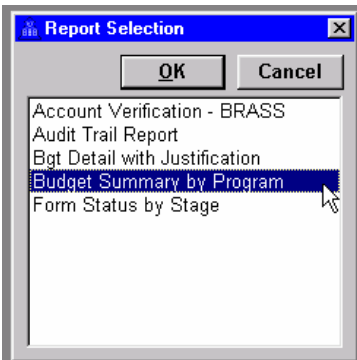 Report Selection
OK Cancel
Account Verification - BRASS
Audit Trail Report
Bgt Detail with Justification
Budget Summary by Program
Form Status by Stage